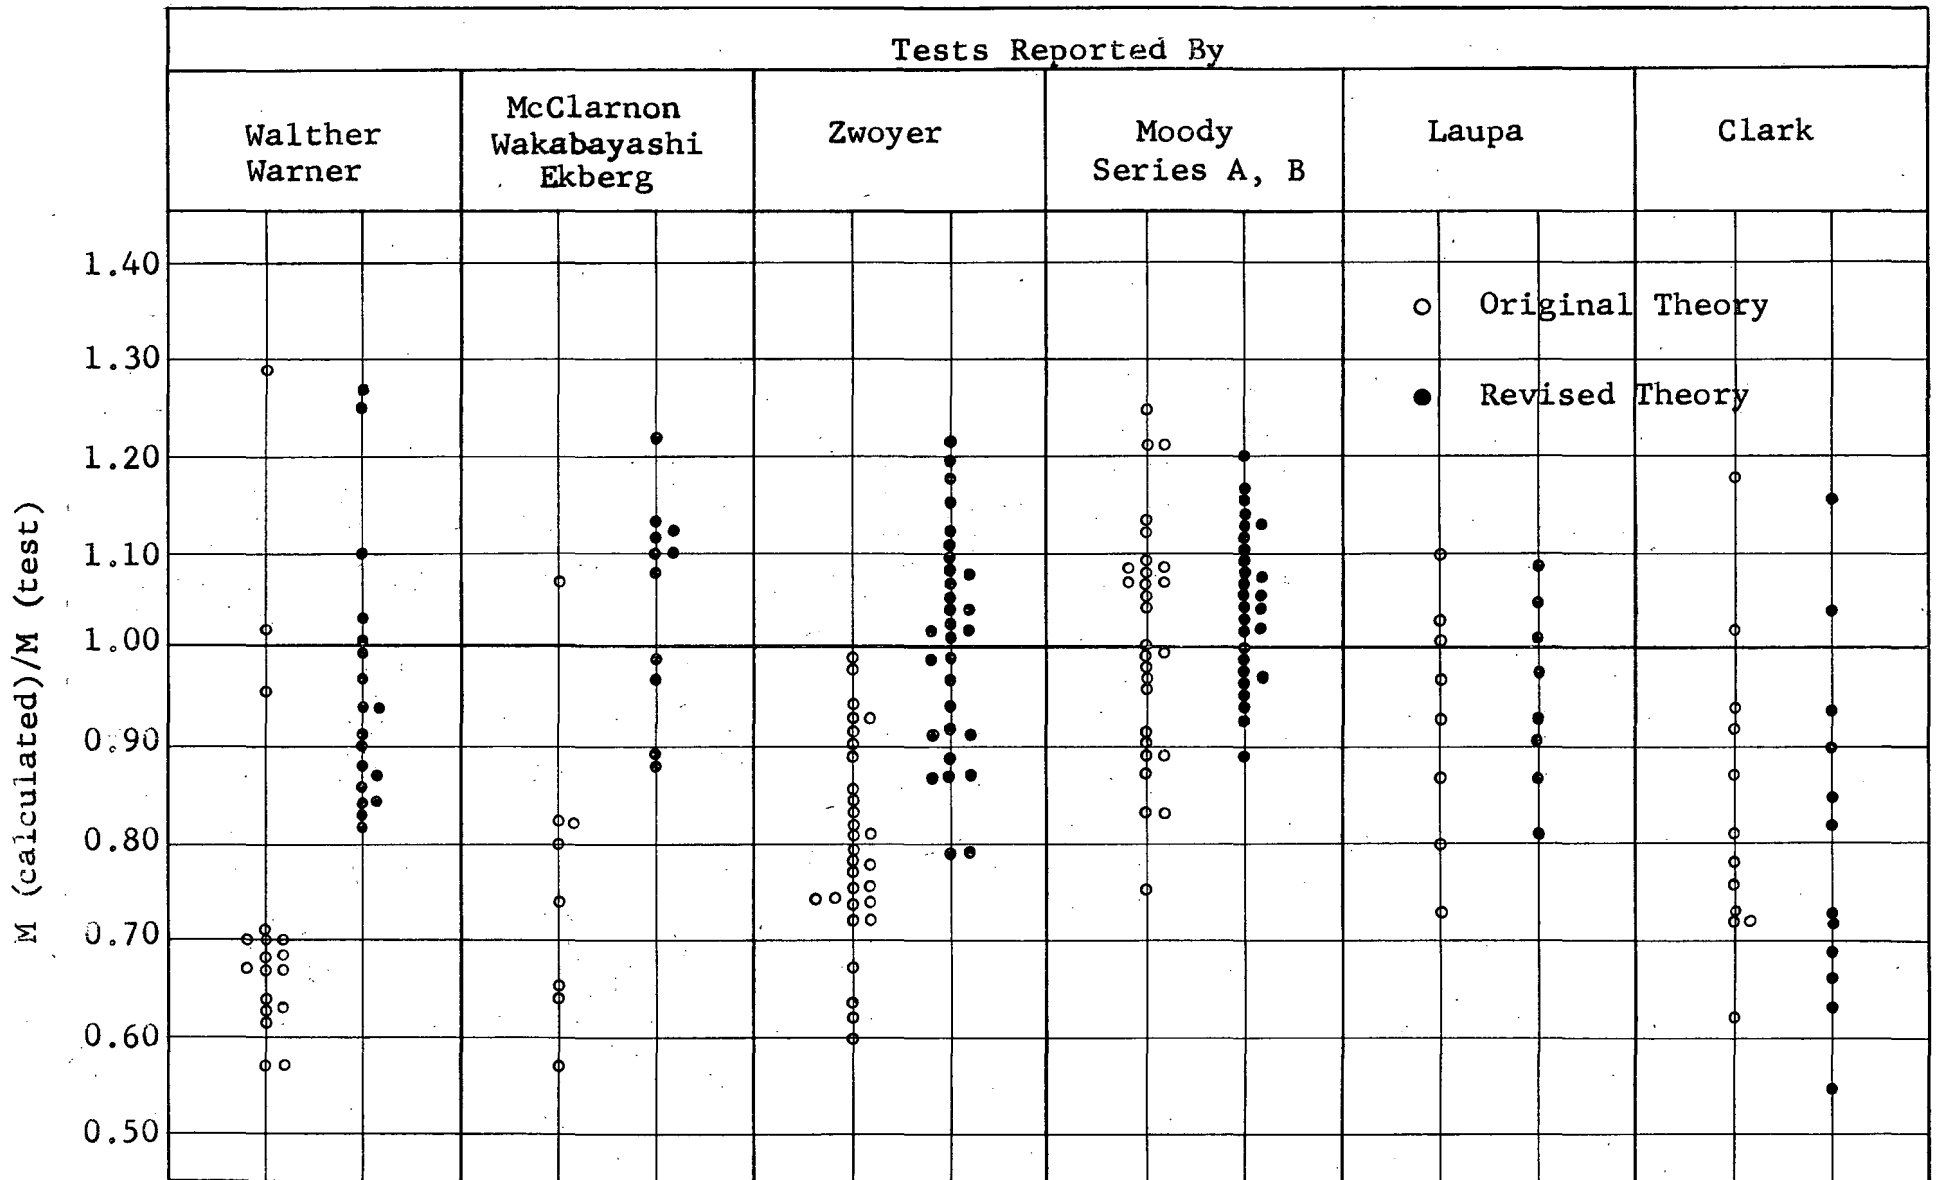 Tests Reported By
Walther
Warner
McClarnon
Wakabayashi
Ekberg
Zwoyer
Moody
Series A, B
Laupa
Clark
M (calculated)/M (test)
1.40
1.30
1.20
1.10
1.00
0.90
0.80
0.70
0.60
0.50
Original Theory
Revised Theory